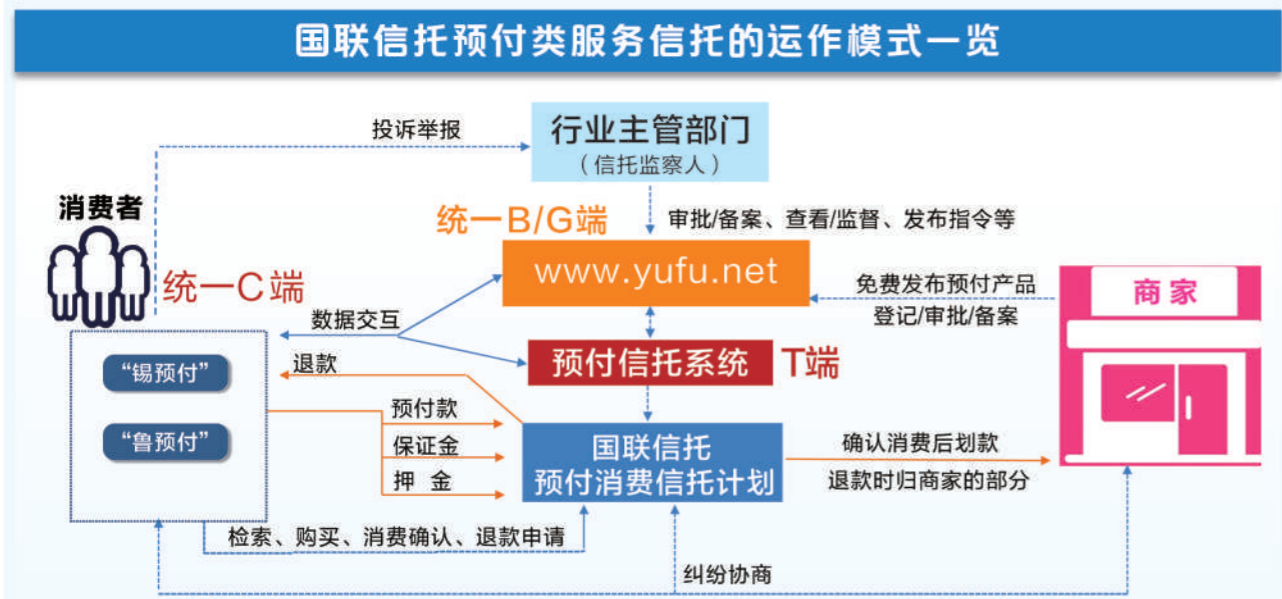 国联信托预付类服务信托的运作模式一览
投诉举报
行业主管部门
（信托监察人）
消费者
统一B/G端
审批/备案、查看/监督、发布指令等
统一C端
www.yufu.net
免费发布预付产品
登记/审批/备案
商家
数据交互
“锡预付”
退款
预付信托系统
T端
预付款
“鲁预付”
保证金
押 金
国联信托
预付消费信托计划
确认消费后划款
退款时归商家的部分
检索、购买、消费确认、退款申请
纠纷协商